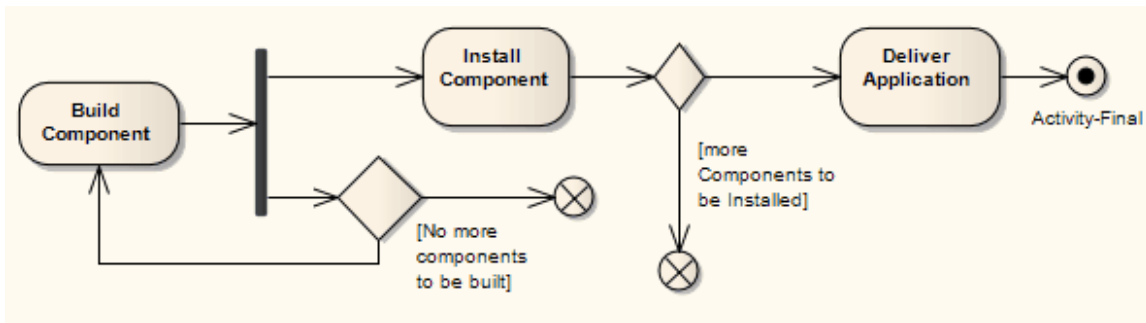 Build
Component
Install
Component
Deliver
Application
Activity-Final
[more
Components to
be Installed]
[No more
components
to be built]